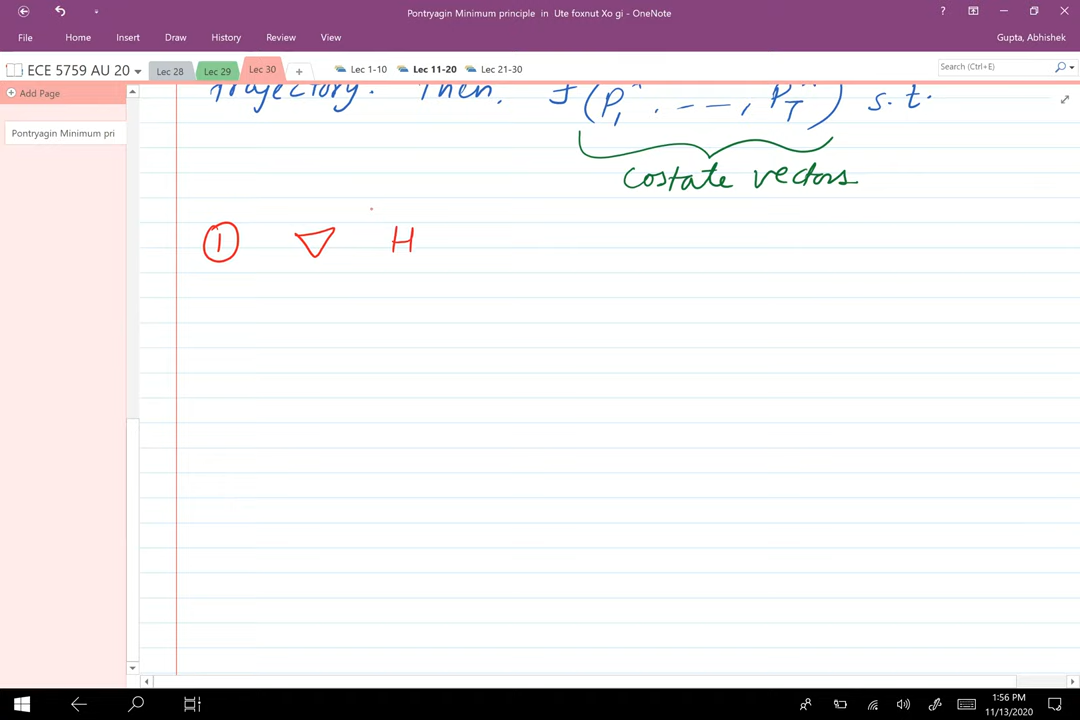 Pontryagin Minimum principle in Ute foxnut Xo gi - OneNote
File Home Insert Draw History Review View Gupta, Abhishek
ECE 5759 AU 20 Lec 28 Lec 29 Lec 30 + Lec 1-10 Lec 11-20 Lec 21-30 Search (Ctrl+E)
Add Page
Pontryagin Minimum pri
Trajectory. Then, ∃ (P₁*, ---, P_T*) s.t.
costate vectors
① ▽ H
1:56 PM
11/13/2020